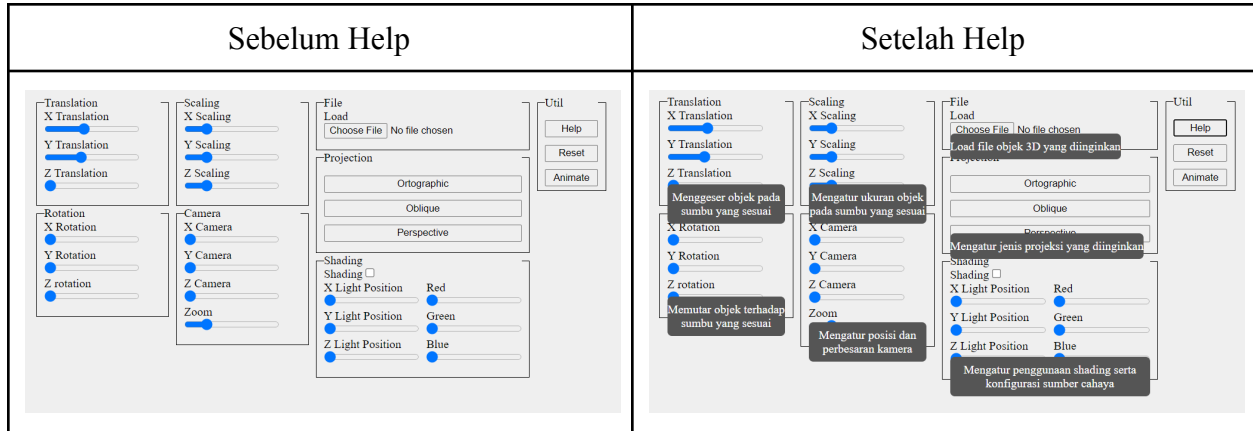 Sebelum Help
Setelah Help
Translation
X Translation
Y Translation
Z Translation
Rotation
X Rotation
Y Rotation
Z rotation
Scaling
X Scaling
Y Scaling
Z Scaling
Camera
X Camera
Y Camera
Z Camera
Zoom
File
Load
Choose File No file chosen
Projection
Ortographic
Oblique
Perspective
Shading
Shading
X Light Position Red
Y Light Position Green
Z Light Position Blue
Util
Help
Reset
Animate
Translation
X Translation
Y Translation
Z Translation
Menggeser objek pada
sumbu yang sesuai
X Rotation
Y Rotation
Z rotation
Memutar objek terhadap
sumbu yang sesuai
Scaling
X Scaling
Y Scaling
Z Scaling
Mengatur ukuran objek
pada sumbu yang sesuai
X Camera
Y Camera
Z Camera
Zoom
Mengatur posisi dan
perbesaran kamera
File
Load
Choose File No file chosen
Load file objek 3D yang diinginkan
Projection
Ortographic
Oblique
Perspective
Mengatur jenis projeksi yang diinginkan
Shading
Shading
X Light Position Red
Y Light Position Green
Z Light Position Blue
Mengatur penggunaan shading serta
konfigurasi sumber cahaya
Util
Help
Reset
Animate